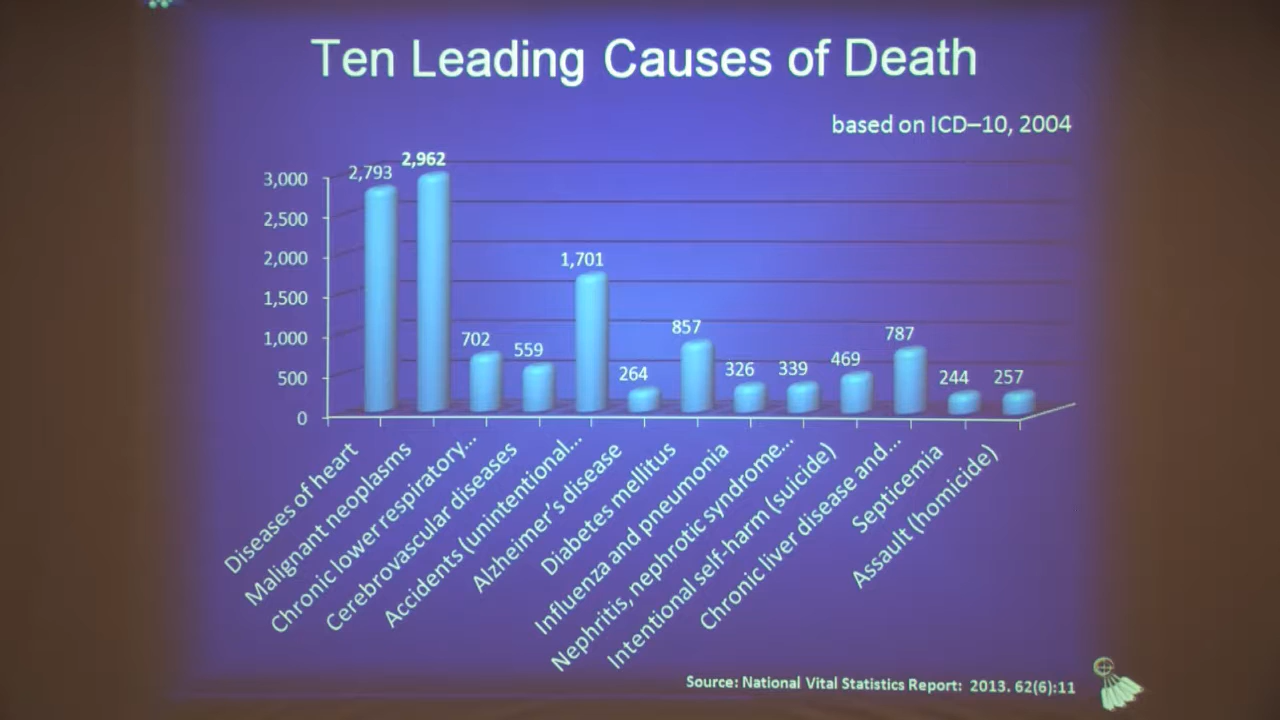 Ten Leading Causes of Death
based on ICD–10, 2004
3,000
2,500
2,000
1,500
1,000
500
0
2,793
2,962
702
559
1,701
264
857
326
339
469
787
244
257
Diseases of heart
Malignant neoplasms
Chronic lower respiratory...
Cerebrovascular diseases
Accidents (unintentional...
Alzheimer's disease
Diabetes mellitus
Influenza and pneumonia
Nephritis, nephrotic syndrome...
Intentional self-harm (suicide)
Chronic liver disease and...
Septicemia
Assault (homicide)
Source: National Vital Statistics Report: 2013. 62(6):11